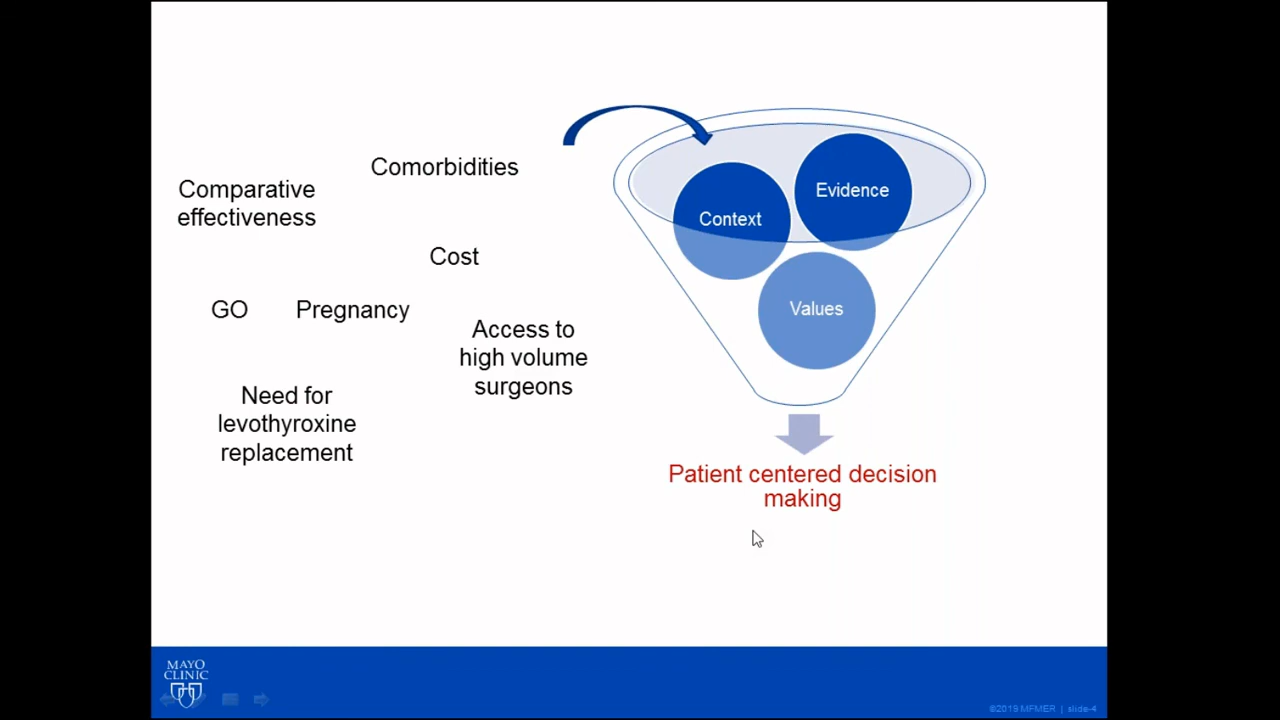 Comorbidities
Comparative
effectiveness
Cost
GO
Pregnancy
Access to
high volume
surgeons
Need for
levothyroxine
replacement
Evidence
Context
Values
Patient centered decision
making
MAYO
CLINIC
©2019 MFMER | slide-4